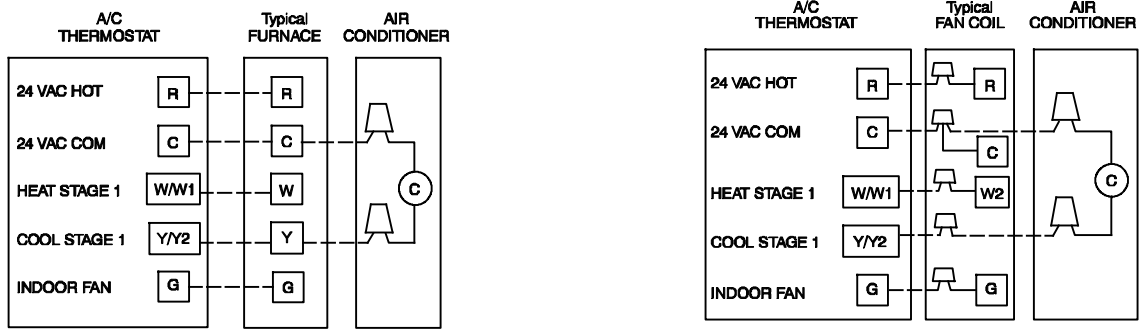 A/C
THERMOSTAT
Typical
FURNACE
AIR
CONDITIONER
24 VAC HOT R R
24 VAC COM C C
HEAT STAGE 1 W/W1 W C
COOL STAGE 1 Y/Y2 Y
INDOOR FAN G G
A/C
THERMOSTAT
Typical
FAN COIL
AIR
CONDITIONER
24 VAC HOT R R
24 VAC COM C C
HEAT STAGE 1 W/W1 W2 C
COOL STAGE 1 Y/Y2
INDOOR FAN G G